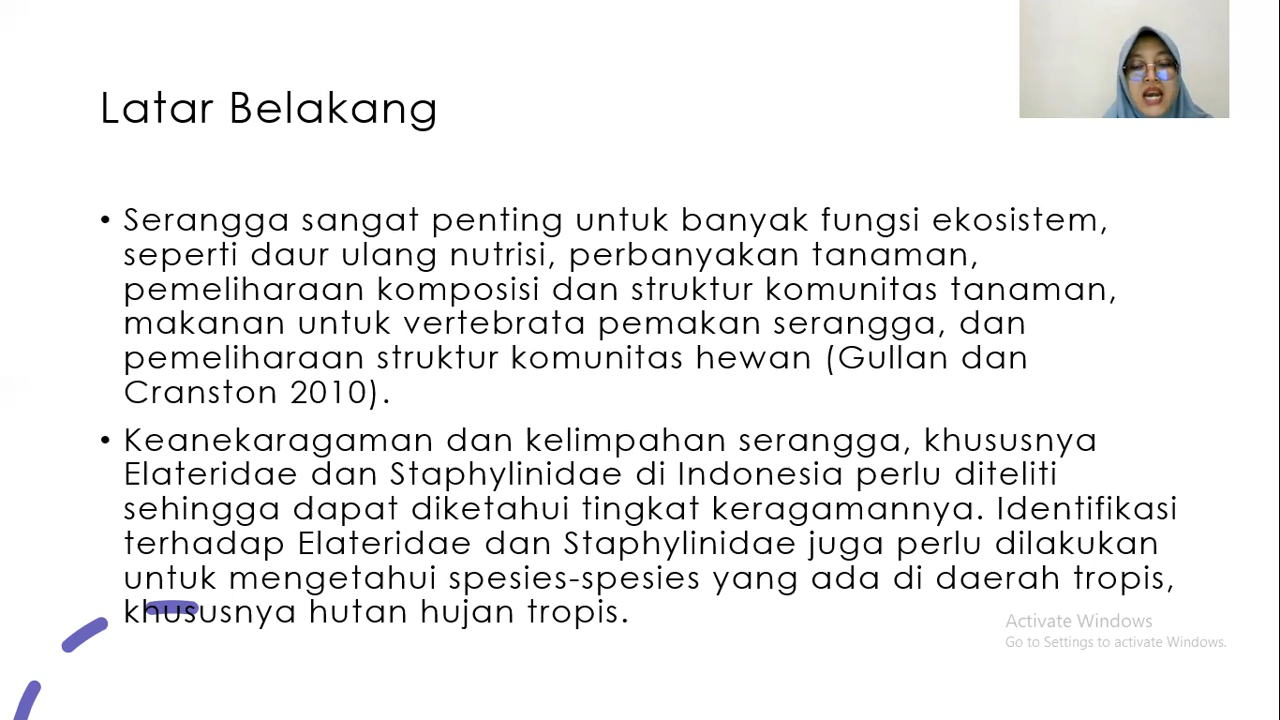 Latar Belakang
• Serangga sangat penting untuk banyak fungsi ekosistem,
seperti daur ulang nutrisi, perbanyakan tanaman,
pemeliharaan komposisi dan struktur komunitas tanaman,
makanan untuk vertebrata pemakan serangga, dan
pemeliharaan struktur komunitas hewan (Gullan dan
Cranston 2010).
• Keanekaragaman dan kelimpahan serangga, khususnya
Elateridae dan Staphylinidae di Indonesia perlu diteliti
sehingga dapat diketahui tingkat keragamannya. Identifikasi
terhadap Elateridae dan Staphylinidae juga perlu dilakukan
untuk mengetahui spesies-spesies yang ada di daerah tropis,
khususnya hutan hujan tropis.
Activate Windows
Go to Settings to activate Windows.